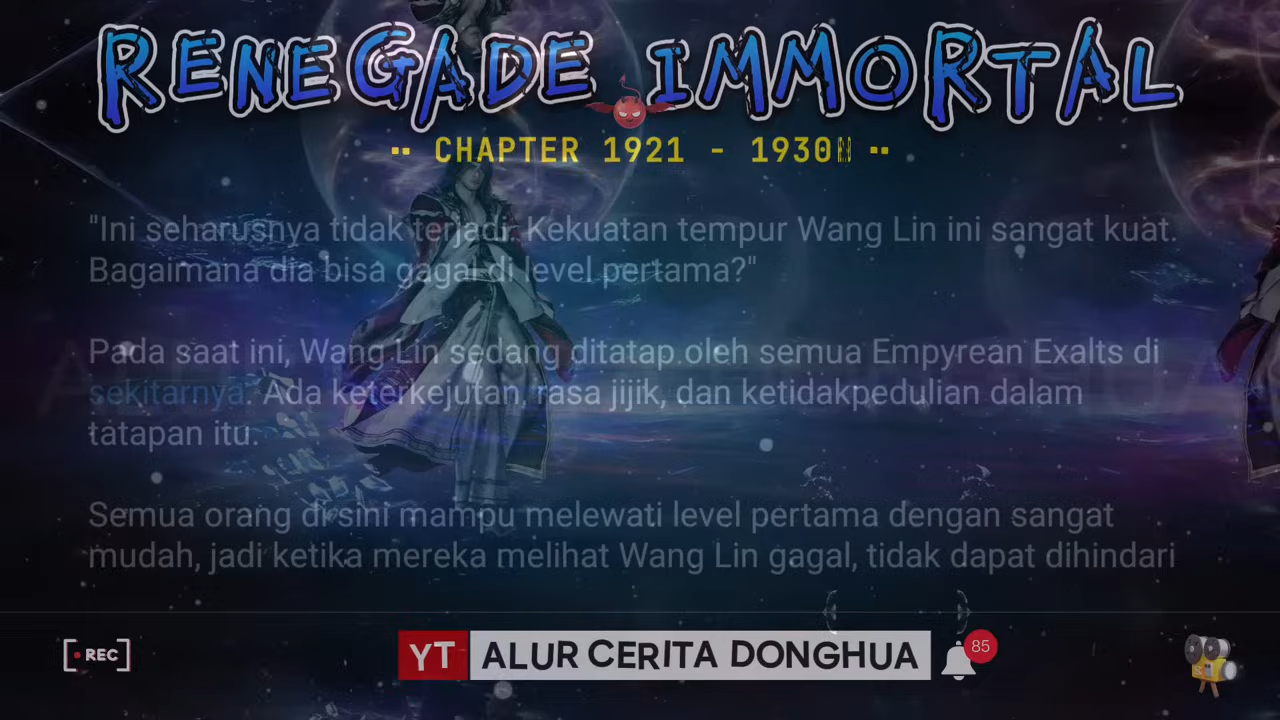 RENEGADE IMMORTAL
CHAPTER 1921 - 1930
"Ini seharusnya tidak terjadi. Kekuatan tempur Wang Lin ini sangat kuat.
Bagaimana dia bisa gagal di level pertama?"
Pada saat ini, Wang Lin sedang ditatap oleh semua Empyrean Exalts di
sekitarnya. Ada keterkejutan, rasa jijik, dan ketidakpedulian dalam
tatapan itu.
Semua orang di sini mampu melewati level pertama dengan sangat
mudah, jadi ketika mereka melihat Wang Lin gagal, tidak dapat dihindari
REC
YT ALUR CERITA DONGHUA
85